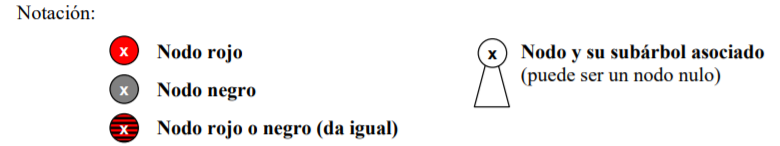 Notación:
x Nodo rojo
x Nodo y su subárbol asociado
(puede ser un nodo nulo)
x Nodo negro
x Nodo rojo o negro (da igual)